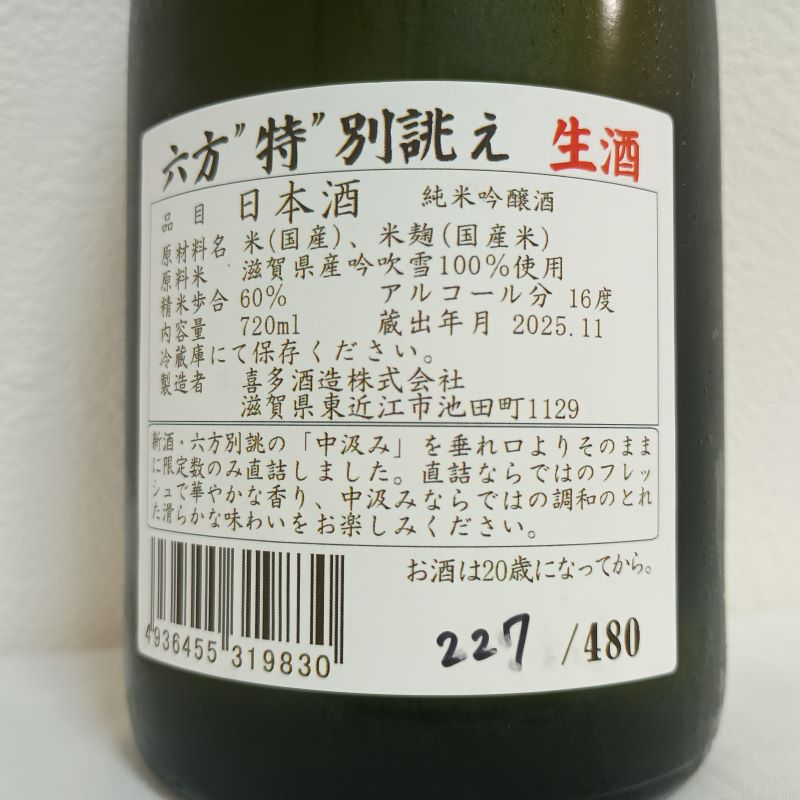 六方"特"別誂え 生酒
品目 日本酒 純米吟醸酒
原材料名 米(国産)、米麹(国産米)
原料米 滋賀県産吟吹雪100%使用
精米歩合 60% アルコール分 16度
内容量 720ml 蔵出年月 2025.11
冷蔵庫にて保存ください。
製造者 喜多酒造株式会社
滋賀県東近江市池田町1129
新酒・六方別誂の「中汲み」を垂れ口よりそのまま
に限定数のみ直詰しました。直詰ならではのフレッ
シュで華やかな香り、中汲みならではの調和のとれ
た滑らかな味わいをお楽しみください。
お酒は20歳になってから。
4936455 319830
227 /480